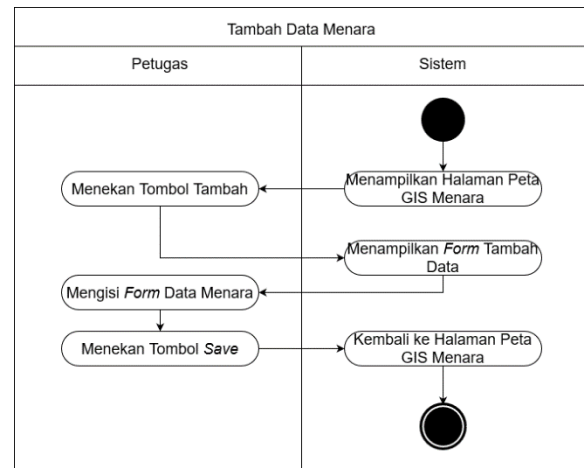 Tambah Data Menara
Petugas
Sistem
Menampilkan Halaman Peta
GIS Menara
Menekan Tombol Tambah
Menampilkan Form Tambah
Data
Mengisi Form Data Menara
Menekan Tombol Save
Kembali ke Halaman Peta
GIS Menara